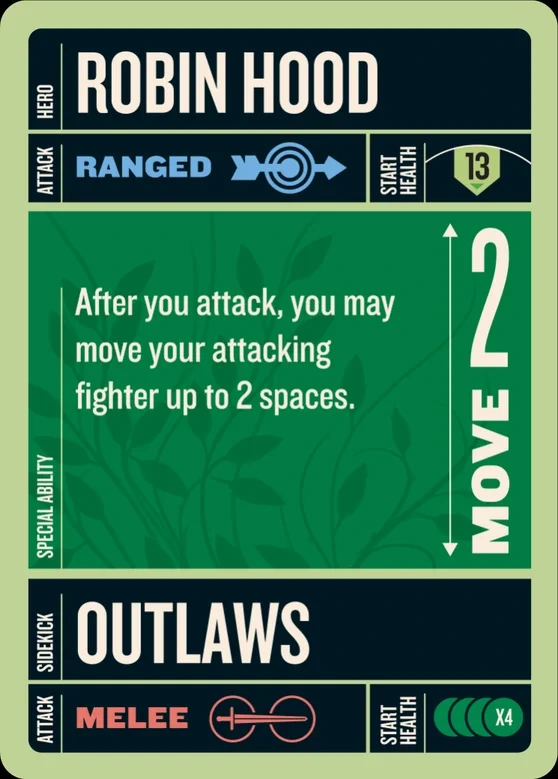 HERO
ROBIN HOOD
ATTACK
RANGED
START
HEALTH
13
SPECIAL ABILITY
After you attack, you may
move your attacking
fighter up to 2 spaces.
MOVE 2
SIDEKICK
OUTLAWS
ATTACK
MELEE
START
HEALTH
X4